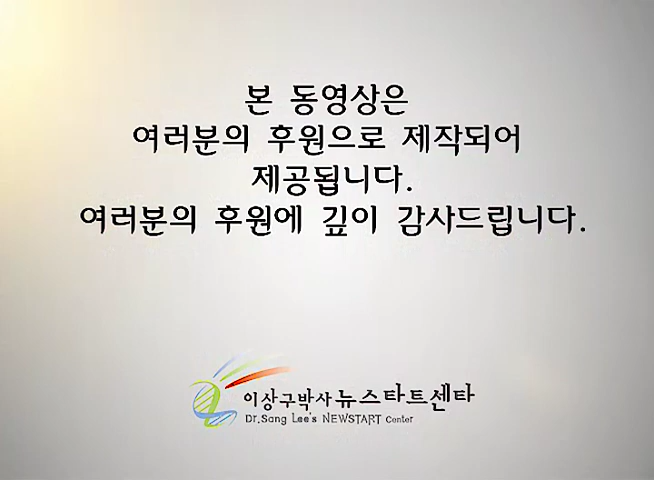 본 동영상은
여러분의 후원으로 제작되어
제공됩니다.
여러분의 후원에 깊이 감사드립니다.
이상구박사 뉴스타트센타
Dr.Sang Lee's NEWSTART Center